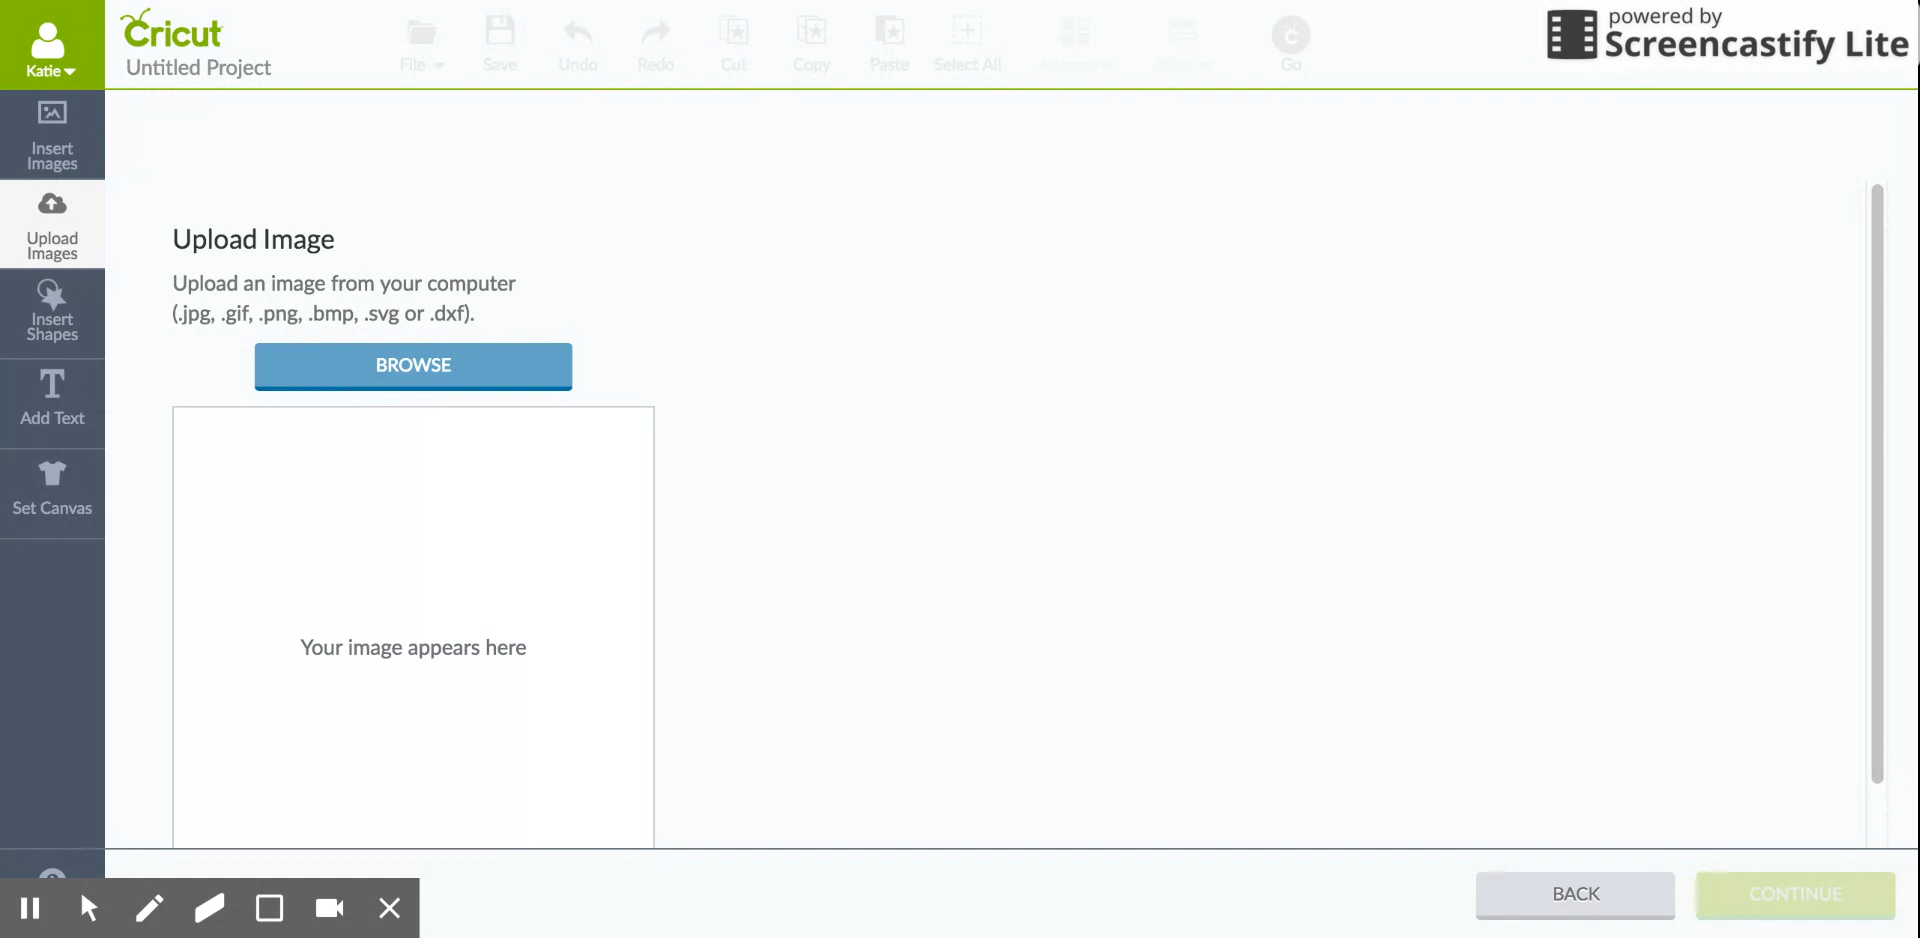 Katie
Cricut
Untitled Project
File
Save
Undo
Redo
Cut
Copy
Paste
Select All
Go
powered by
Screencastify Lite
Insert
Images
Upload
Images
Insert
Shapes
Add Text
Set Canvas
Upload Image
Upload an image from your computer
(.jpg, .gif, .png, .bmp, .svg or .dxf).
BROWSE
Your image appears here
BACK
CONTINUE